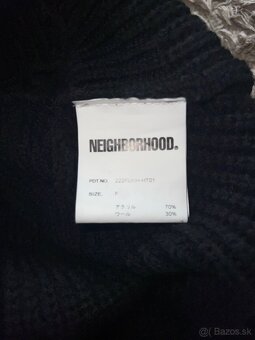 NEIGHBORHOOD®
PDT NO.
SIZE. F
アクリル 70%
ウール 30%
Bazos.sk